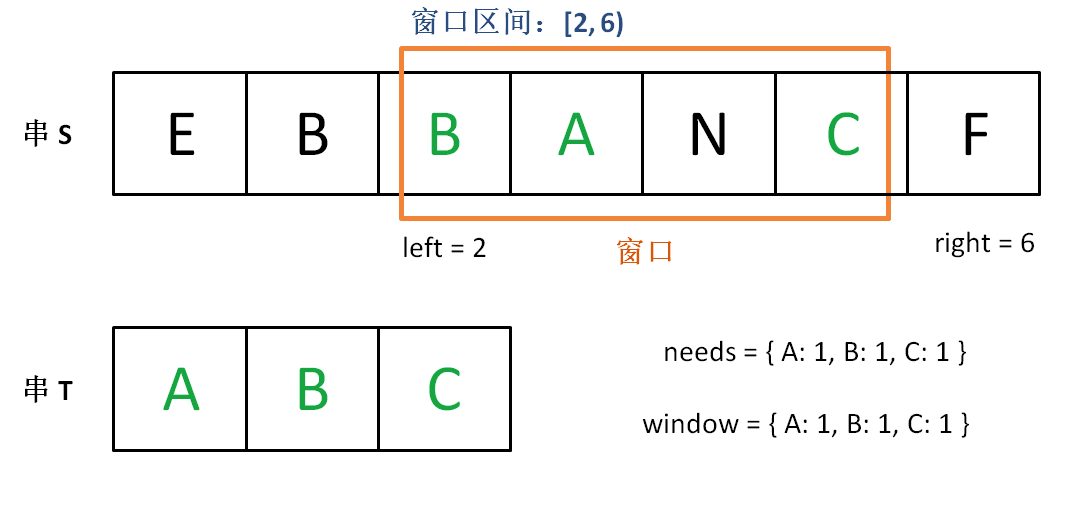 窗口区间：[2, 6)
串 S E B B A N C F
left = 2 窗口 right = 6
串 T A B C
needs = { A: 1, B: 1, C: 1 }
window = { A: 1, B: 1, C: 1 }